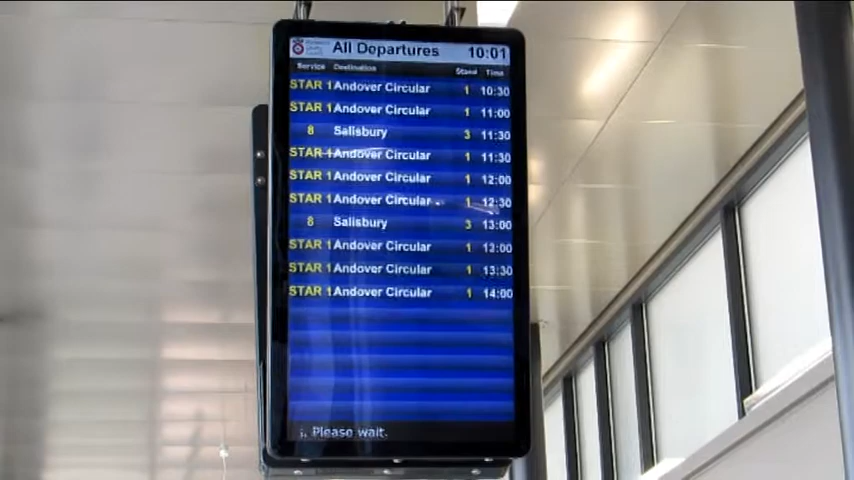 All Departures 10:01
Service Destination Stand Time
STAR 1 Andover Circular 1 10:30
STAR 1 Andover Circular 1 11:00
8 Salisbury 3 11:30
STAR 1 Andover Circular 1 11:30
STAR 1 Andover Circular 1 12:00
STAR 1 Andover Circular 1 12:30
8 Salisbury 3 13:00
STAR 1 Andover Circular 1 12:00
STAR 1 Andover Circular 1 13:30
STAR 1 Andover Circular 1 14:00
Please wait.